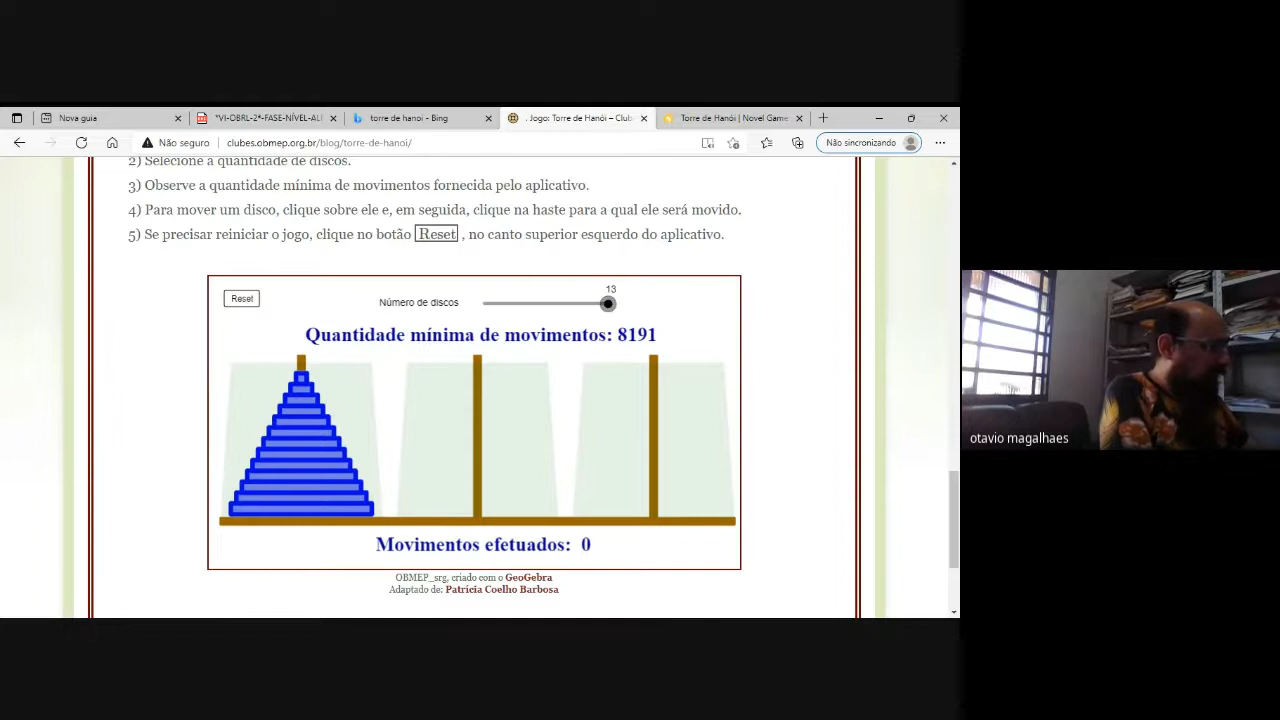 Nova guia
*VI-OBRL-2ª-FASE-NÍVEL-AL
torre de hanoi - Bing
. Jogo: Torre de Hanói – Club
Torre de Hanói | Novel Game
Não seguro
clubes.obmep.org.br/blog/torre-de-hanoi/
Não sincronizando
2) Selecione a quantidade de discos.
3) Observe a quantidade mínima de movimentos fornecida pelo aplicativo.
4) Para mover um disco, clique sobre ele e, em seguida, clique na haste para a qual ele será movido.
5) Se precisar reiniciar o jogo, clique no botão Reset , no canto superior esquerdo do aplicativo.
13
Reset
Número de discos
Quantidade mínima de movimentos: 8191
Movimentos efetuados: 0
OBMEP_srg, criado com o GeoGebra
Adaptado de: Patrícia Coelho Barbosa
otavio magalhaes